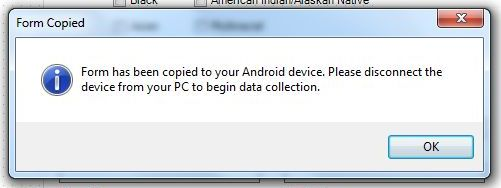 Black
American Indian/Alaskan Native
Form Copied
Form has been copied to your Android device. Please disconnect the
device from your PC to begin data collection.
OK